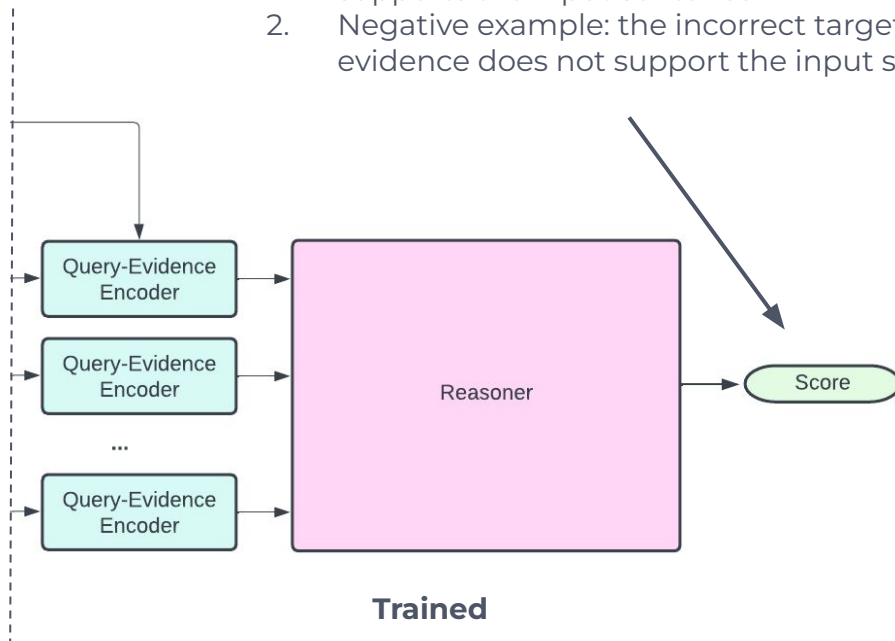 2. Negative example: the incorrect target
evidence does not support the input s
Query-Evidence
Encoder
Query-Evidence
Encoder
...
Query-Evidence
Encoder
Reasoner
Score
Trained